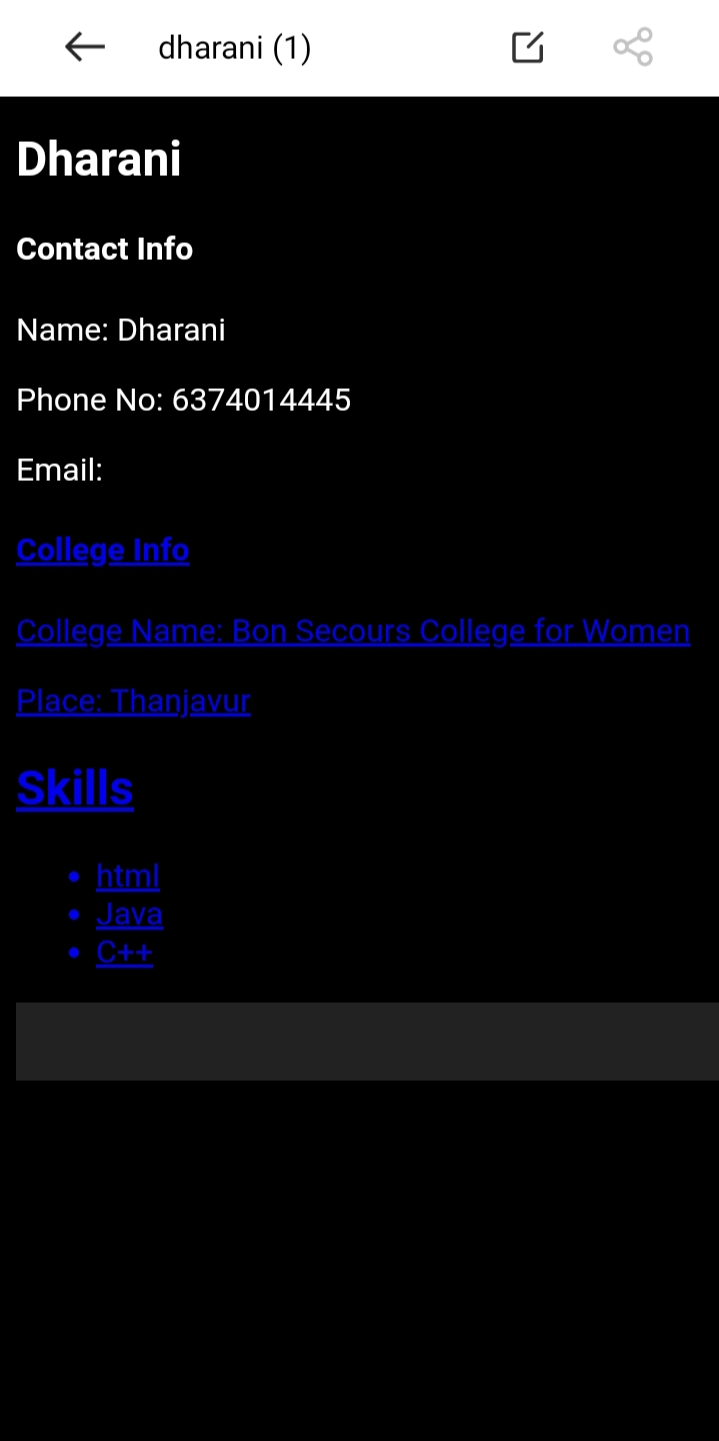 dharani (1)
Dharani
Contact Info
Name: Dharani
Phone No: 6374014445
Email:
College Info
College Name: Bon Secours College for Women
Place: Thanjavur
Skills
html
Java
C++